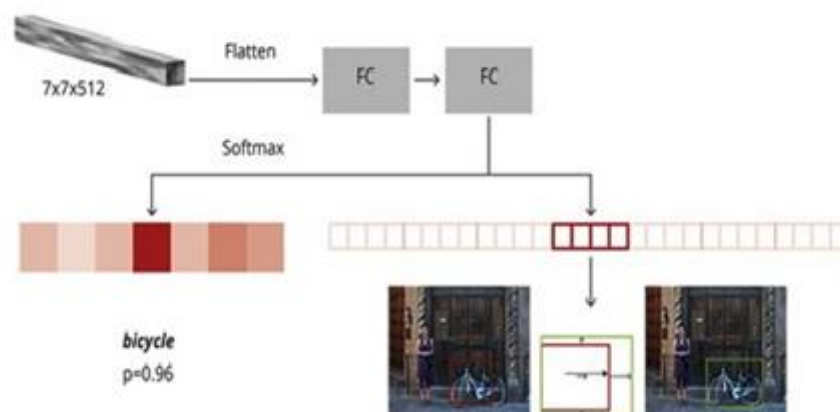 Flatten
FC
FC
7x7x512
Softmax
bicycle
p=0.96